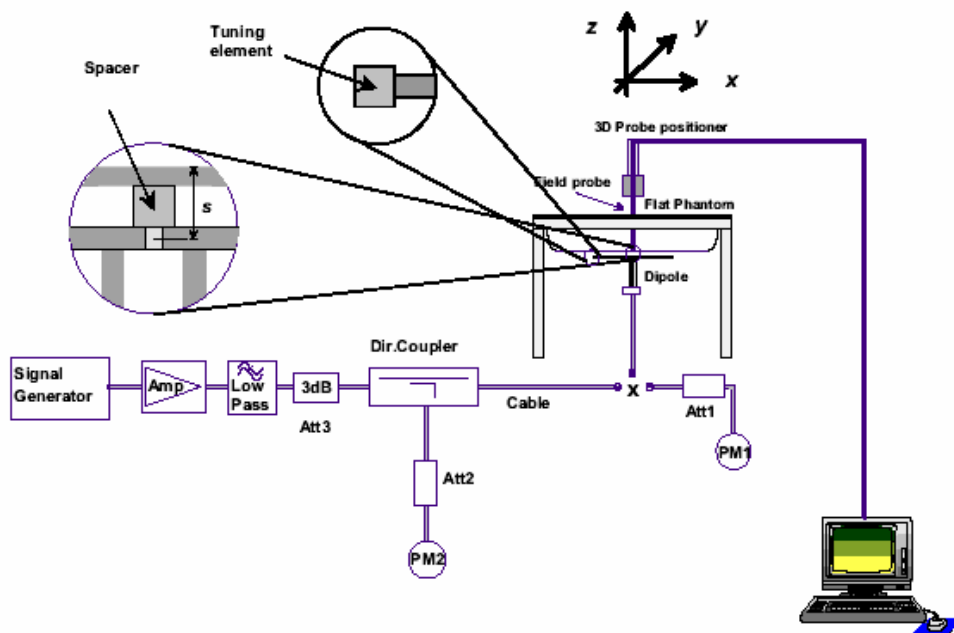 Tuning
element
Spacer
z
y
x
3D Probe positioner
Field probe
Flat Phantom
s
Dipole
Dir.Coupler
Signal
Generator
Amp
Low
Pass
3dB
Att3
Cable
x
Att1
PM1
Att2
PM2